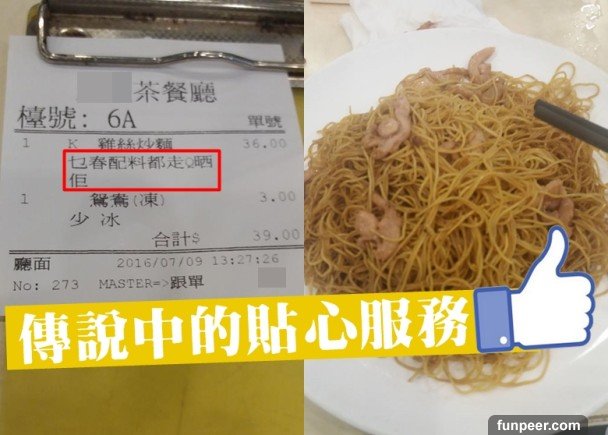 茶餐廳
檯號: 6A 單號
1 K 雞絲炒麵 36.00
乜春配料都走Q晒
佢
1 鴛鴦(凍) 3.00
少 冰
合計$ 39.00
廳面 2016/07/09 13:27:26
No: 273 MASTER=>跟單
傳說中的貼心服務
funpeer.com